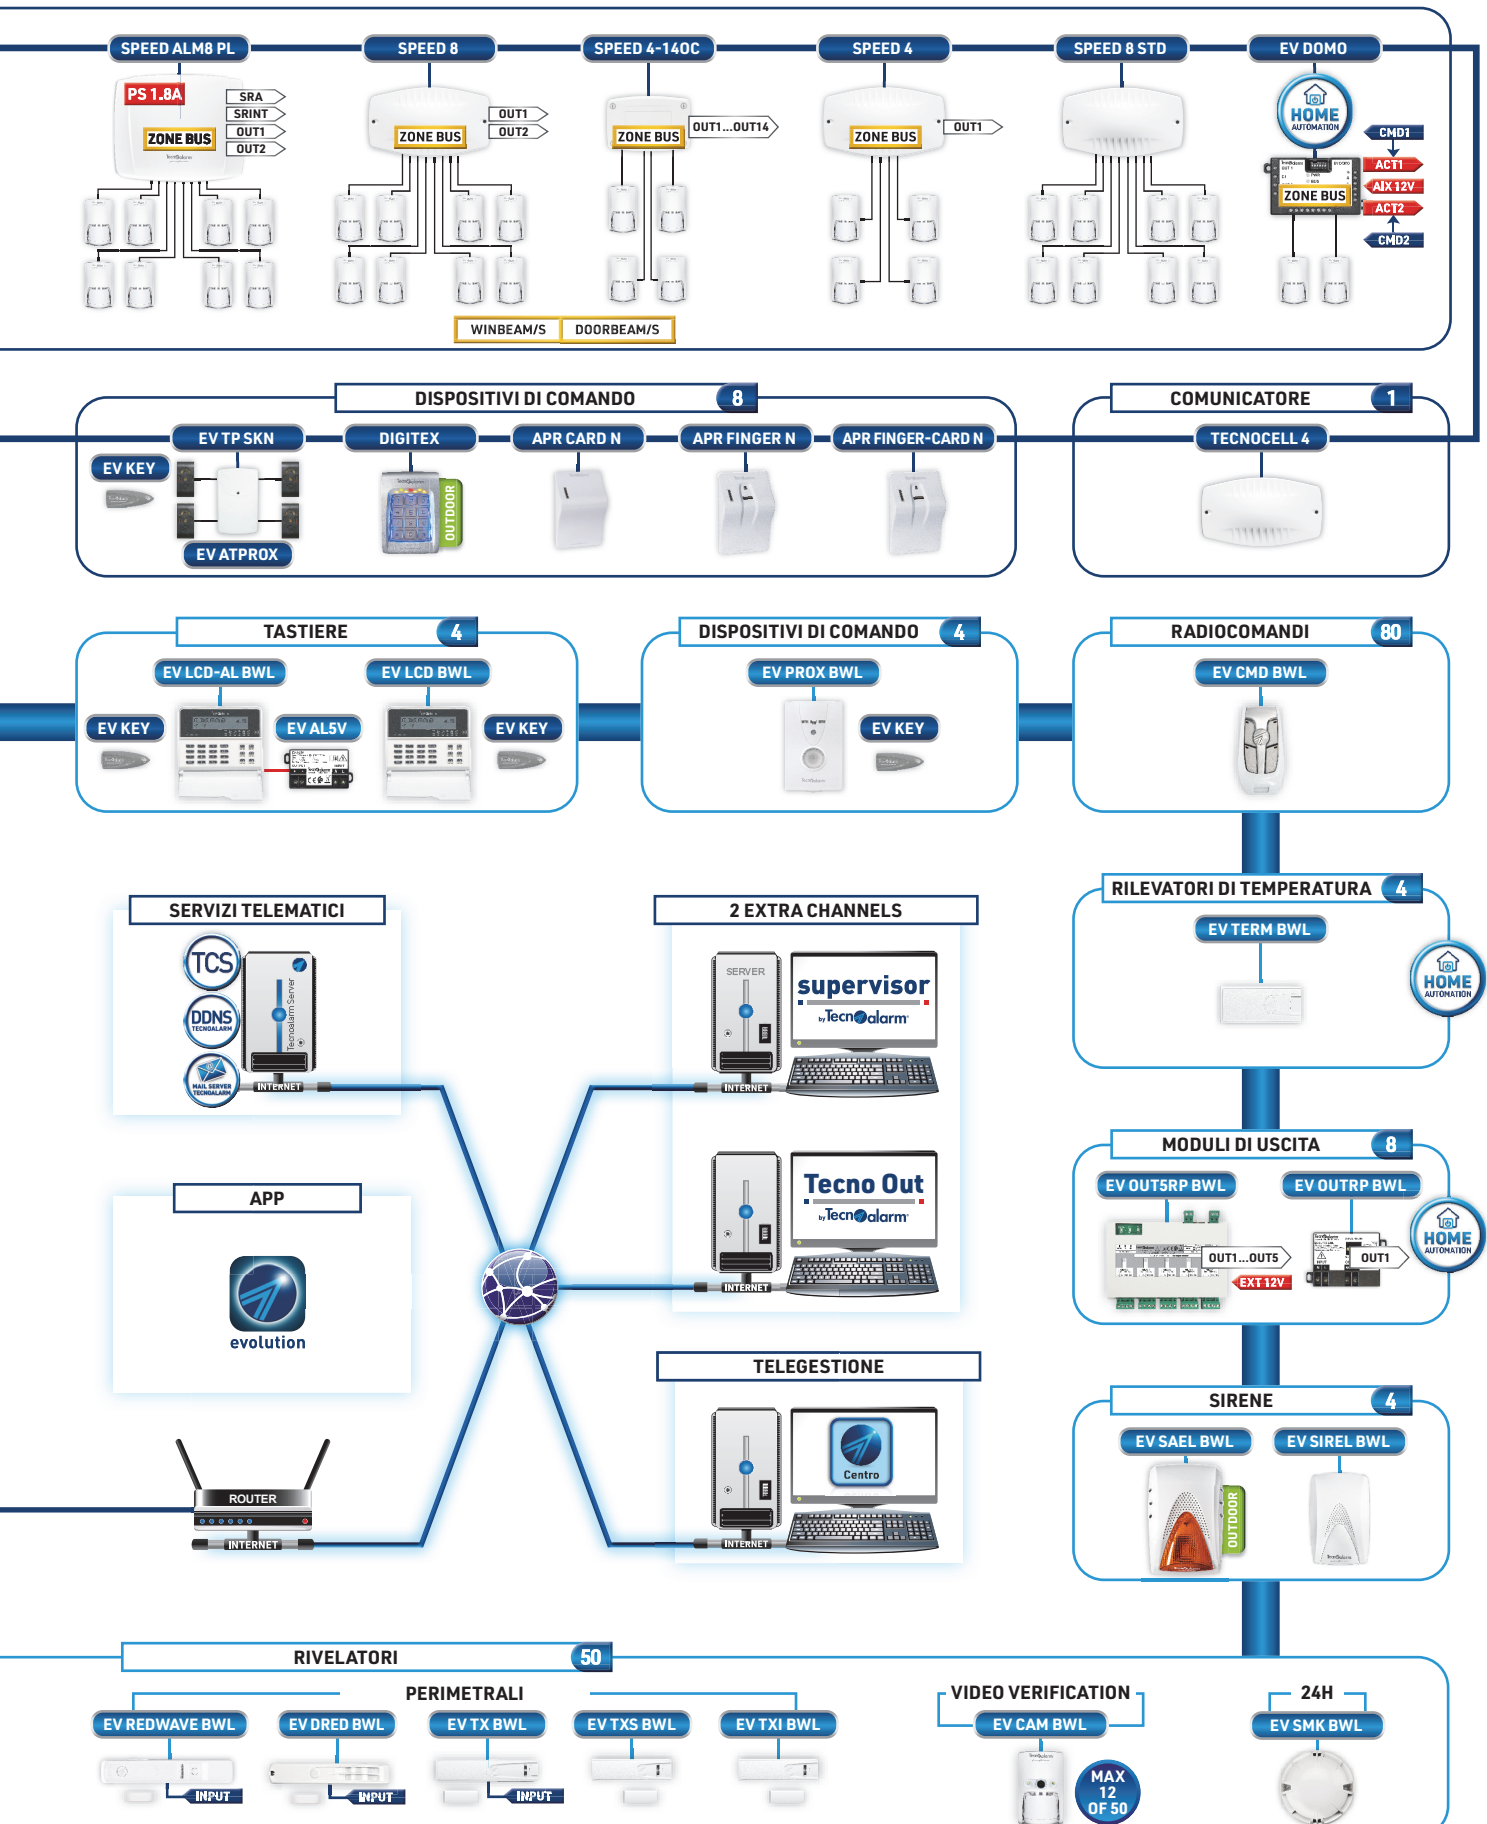 SPEED ALM8 PL
SPEED 8
SPEED 4-14OC
SPEED 4
SPEED 8 STD
EV DOMO
PS 1.8A
ZONE BUS
SRA
SRINT
OUT1
OUT2
ZONE BUS
OUT1
OUT2
ZONE BUS
OUT1...OUT14
ZONE BUS
OUT1
HOME
AUTOMATION
CMD1
ACT1
AIX 12V
ACT2
CMD2
ZONE BUS
WINBEAM/S
DOORBEAM/S
DISPOSITIVI DI COMANDO
8
COMUNICATORE
1
EV TP SKN
DIGITEX
APR CARD N
APR FINGER N
APR FINGER-CARD N
TECNOCELL 4
EV KEY
OUTDOOR
EV ATPROX
TASTIERE
4
DISPOSITIVI DI COMANDO
4
RADIOCOMANDI
80
EV LCD-AL BWL
EV LCD BWL
EV PROX BWL
EV CMD BWL
EV KEY
EV AL5V
EV KEY
EV KEY
SERVIZI TELEMATICI
2 EXTRA CHANNELS
RILEVATORI DI TEMPERATURA
4
EV TERM BWL
HOME
AUTOMATION
TCS
DDNS
TECNOALARM
MAIL SERVER
TECNOALARM
Tecnoalarm Server
INTERNET
SERVER
supervisor
by Tecnoalarm
INTERNET
MODULI DI USCITA
8
EV OUT5RP BWL
EV OUTRP BWL
OUT1...OUT5
EXT 12V
OUT1
HOME
AUTOMATION
APP
evolution
Tecno Out
by Tecnoalarm
INTERNET
TELEGESTIONE
Centro
INTERNET
SIRENE
4
EV SAEL BWL
EV SIREL BWL
OUTDOOR
ROUTER
INTERNET
RIVELATORI
50
PERIMETRALI
VIDEO VERIFICATION
24H
EV REDWAVE BWL
EV DRED BWL
EV TX BWL
EV TXS BWL
EV TXI BWL
EV CAM BWL
EV SMK BWL
INPUT
INPUT
INPUT
MAX
12
OF 50